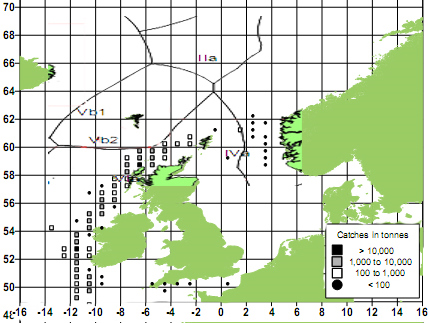 70
68
66
64
62
60
58
56
54
52
50
IIa
Vb1
Vb2
IVa
Catches in tonnes
> 10,000
1,000 to 10,000
100 to 1,000
< 100
-16 -14 -12 -10 -8 -6 -4 -2 0 2 4 6 8 10 12 14 16